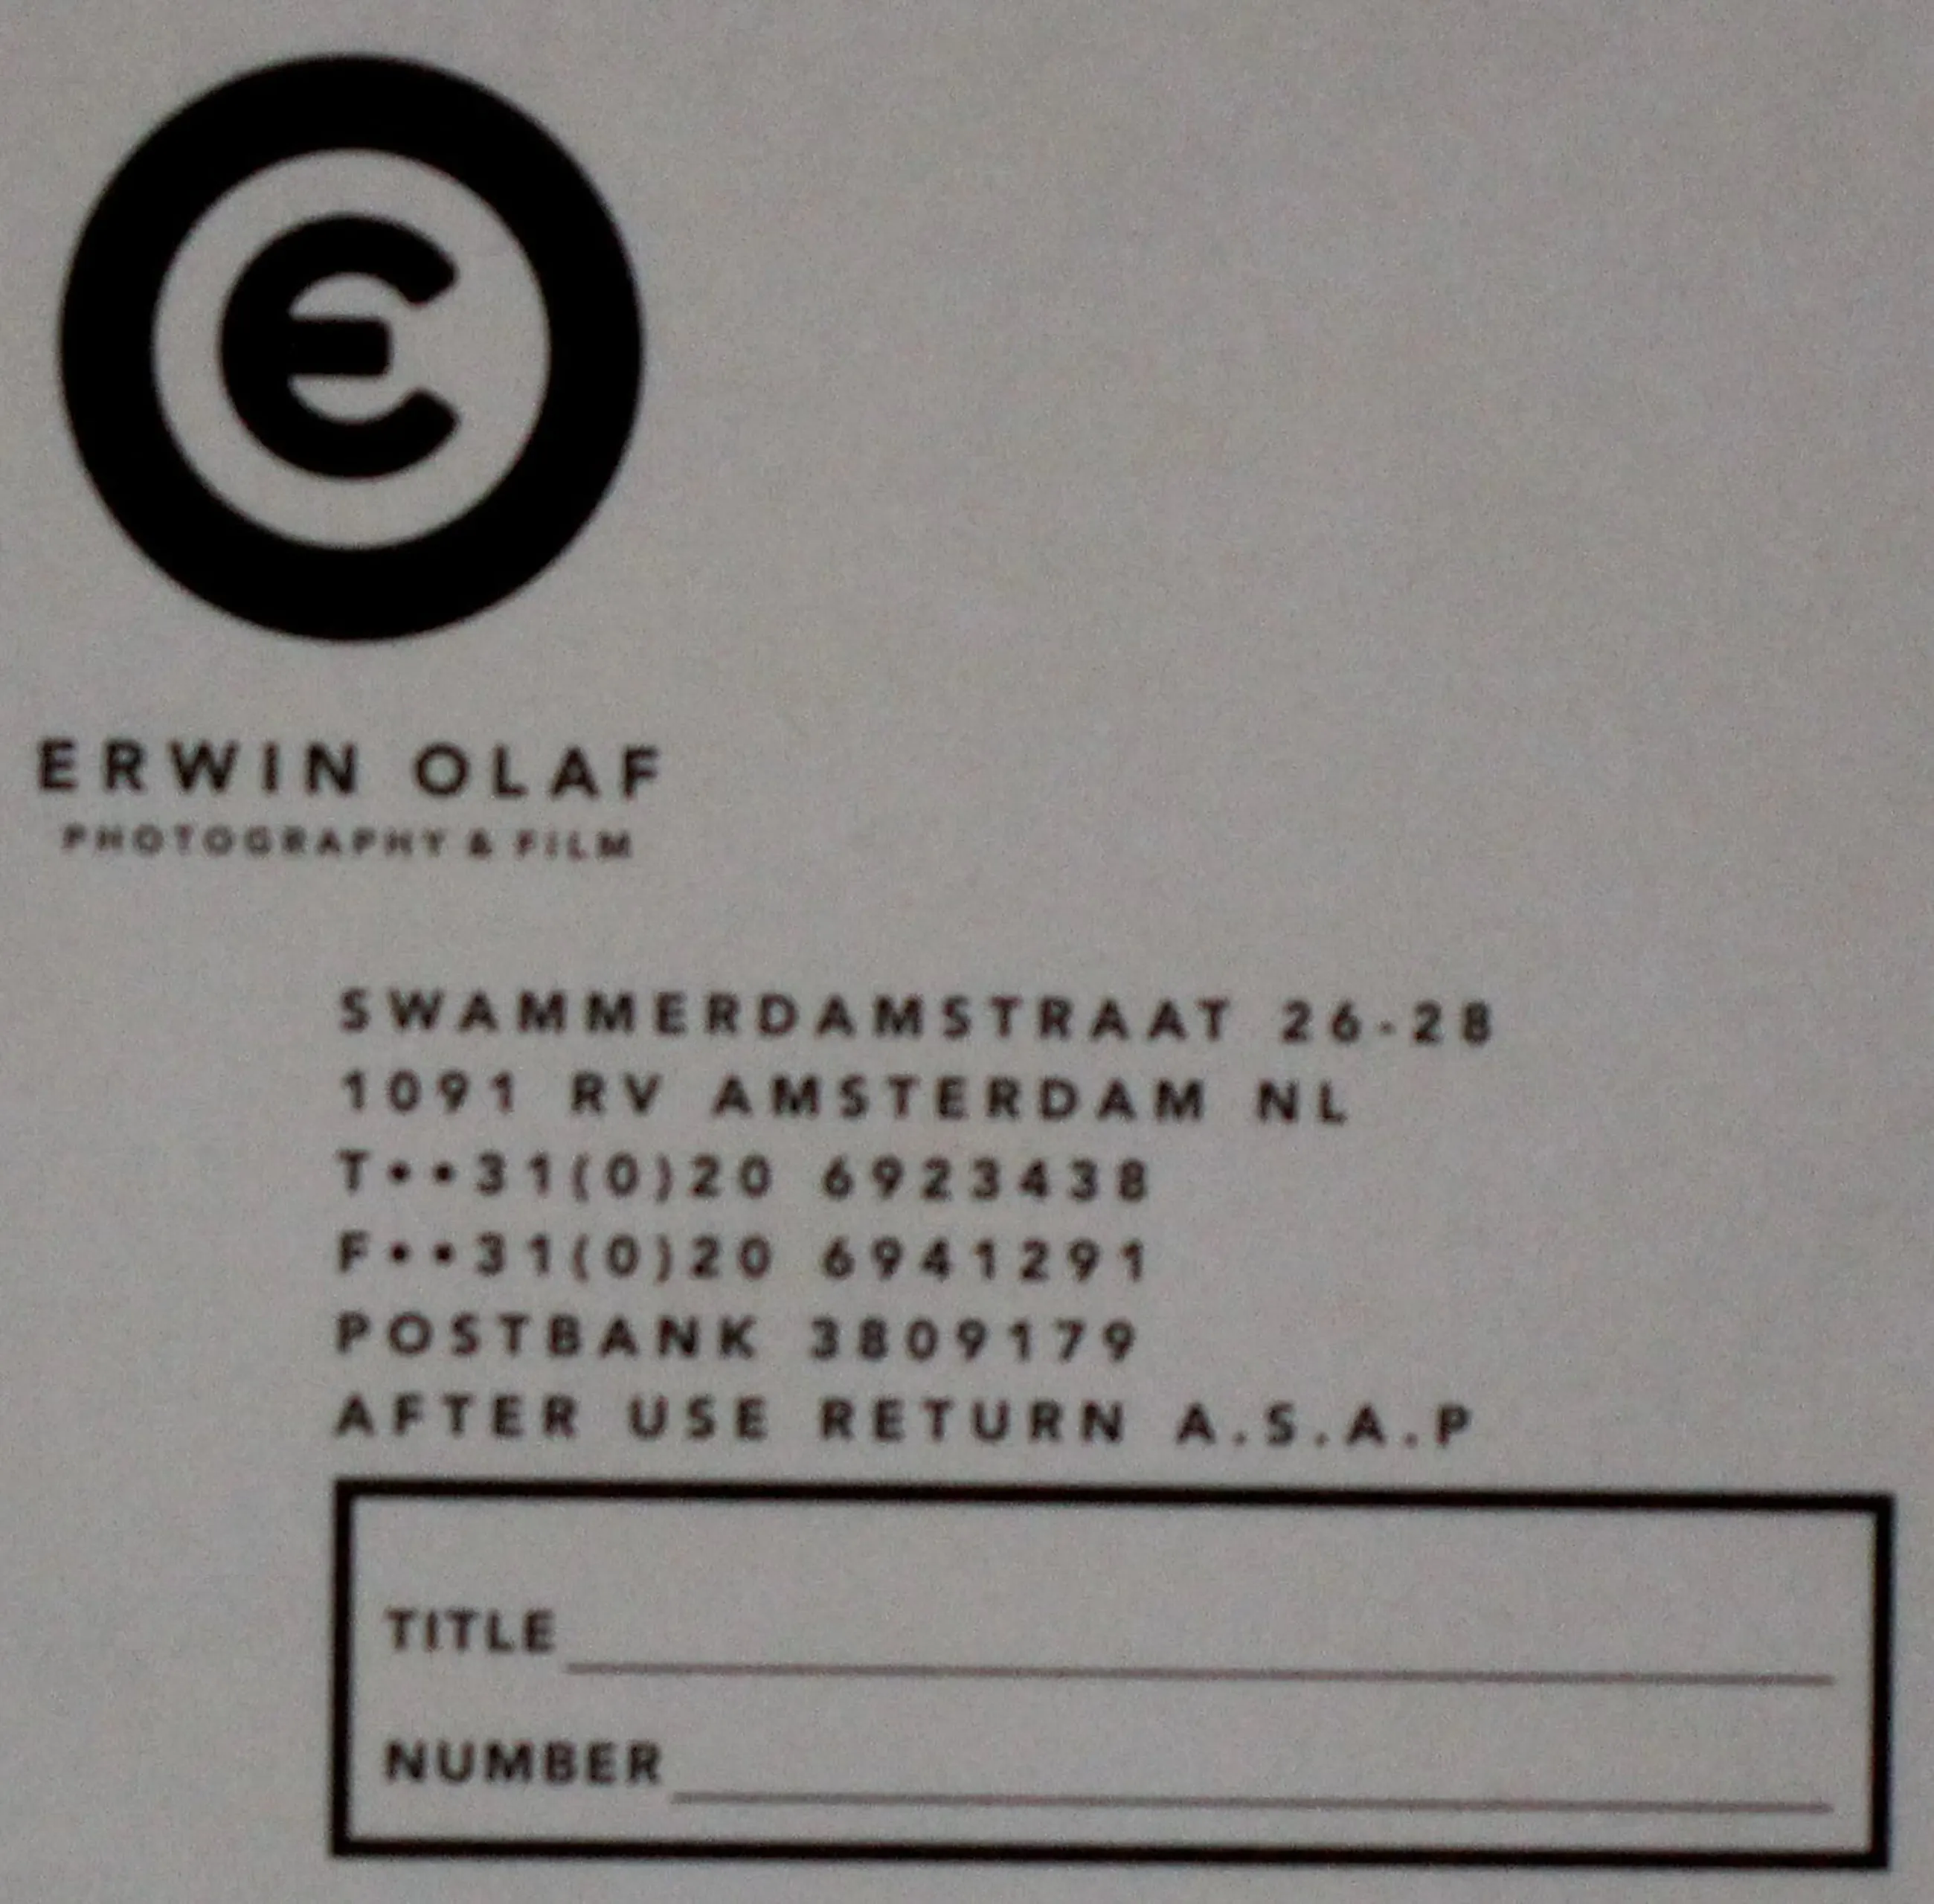 e
ERWIN OLAF
PHOTOGRAPHY & FILM
SWAMMERDAMSTRAAT 26-28
1091 RV AMSTERDAM NL
T••31(0)20 6923438
F••31(0)20 6941291
POSTBANK 3809179
AFTER USE RETURN A.S.A.P
TITLE
NUMBER